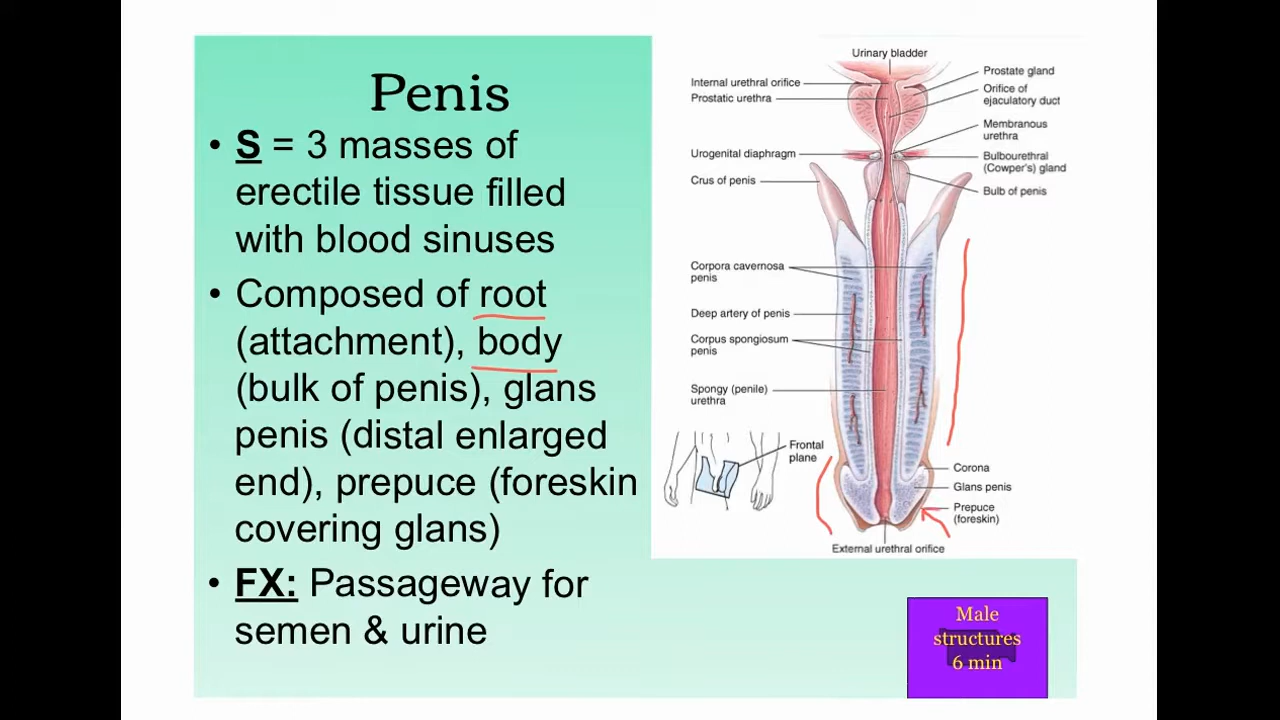 Penis
• S = 3 masses of
erectile tissue filled
with blood sinuses
• Composed of root
(attachment), body
(bulk of penis), glans
penis (distal enlarged
end), prepuce (foreskin
covering glans)
• FX: Passageway for
semen & urine
Urinary bladder
Internal urethral orifice
Prostatic urethra
Urogenital diaphragm
Crus of penis
Corpora cavernosa
penis
Deep artery of penis
Corpus spongiosum
penis
Spongy (penile)
urethra
Frontal
plane
Prostate gland
Orifice of
ejaculatory duct
Membranous
urethra
Bulbourethral
(Cowper's) gland
Bulb of penis
Corona
Glans penis
Prepuce
(foreskin)
External urethral orifice
Male
structures
6 min